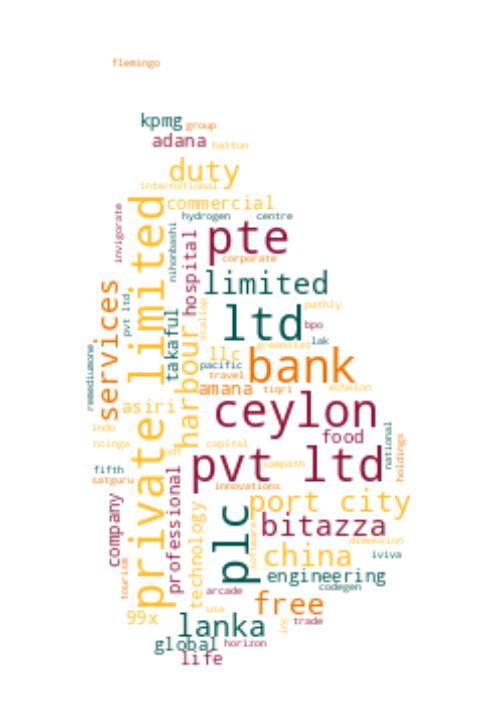 flemingo
kpmg
group
adana
hatton
duty
international
commercial
hydrogen
centre
invigorate
nihonbashi
hospital
pte
corporate
private limited
limited
services
pvt ltd
takaful
scallop
ltd
pathly
bpo
lak
greenstat
llc
pacific
travel
bank
remediumone
harbour
amana
tiqri
echelon
asiri
ceylon
indo
food
national
holdings
ncinga
pdf
capital
fifth
satguru
pvt ltd
sampath
innovations
company
professional
technology
plc
port city
bitazza
software
dimension
china
iviva
tourism
engineering
codegen
arcade
usa
free
99x
inc
trade
lanka
global
horizon
life